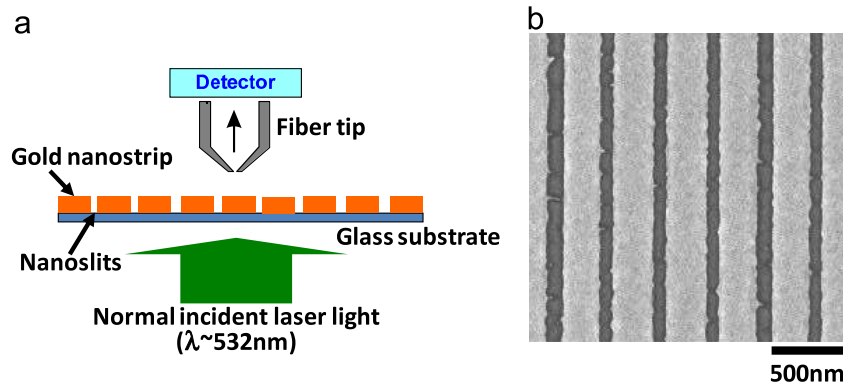 a
Detector
Fiber tip
Gold nanostrip
Glass substrate
Nanoslits
Normal incident laser light
(λ~532nm)
b
500nm